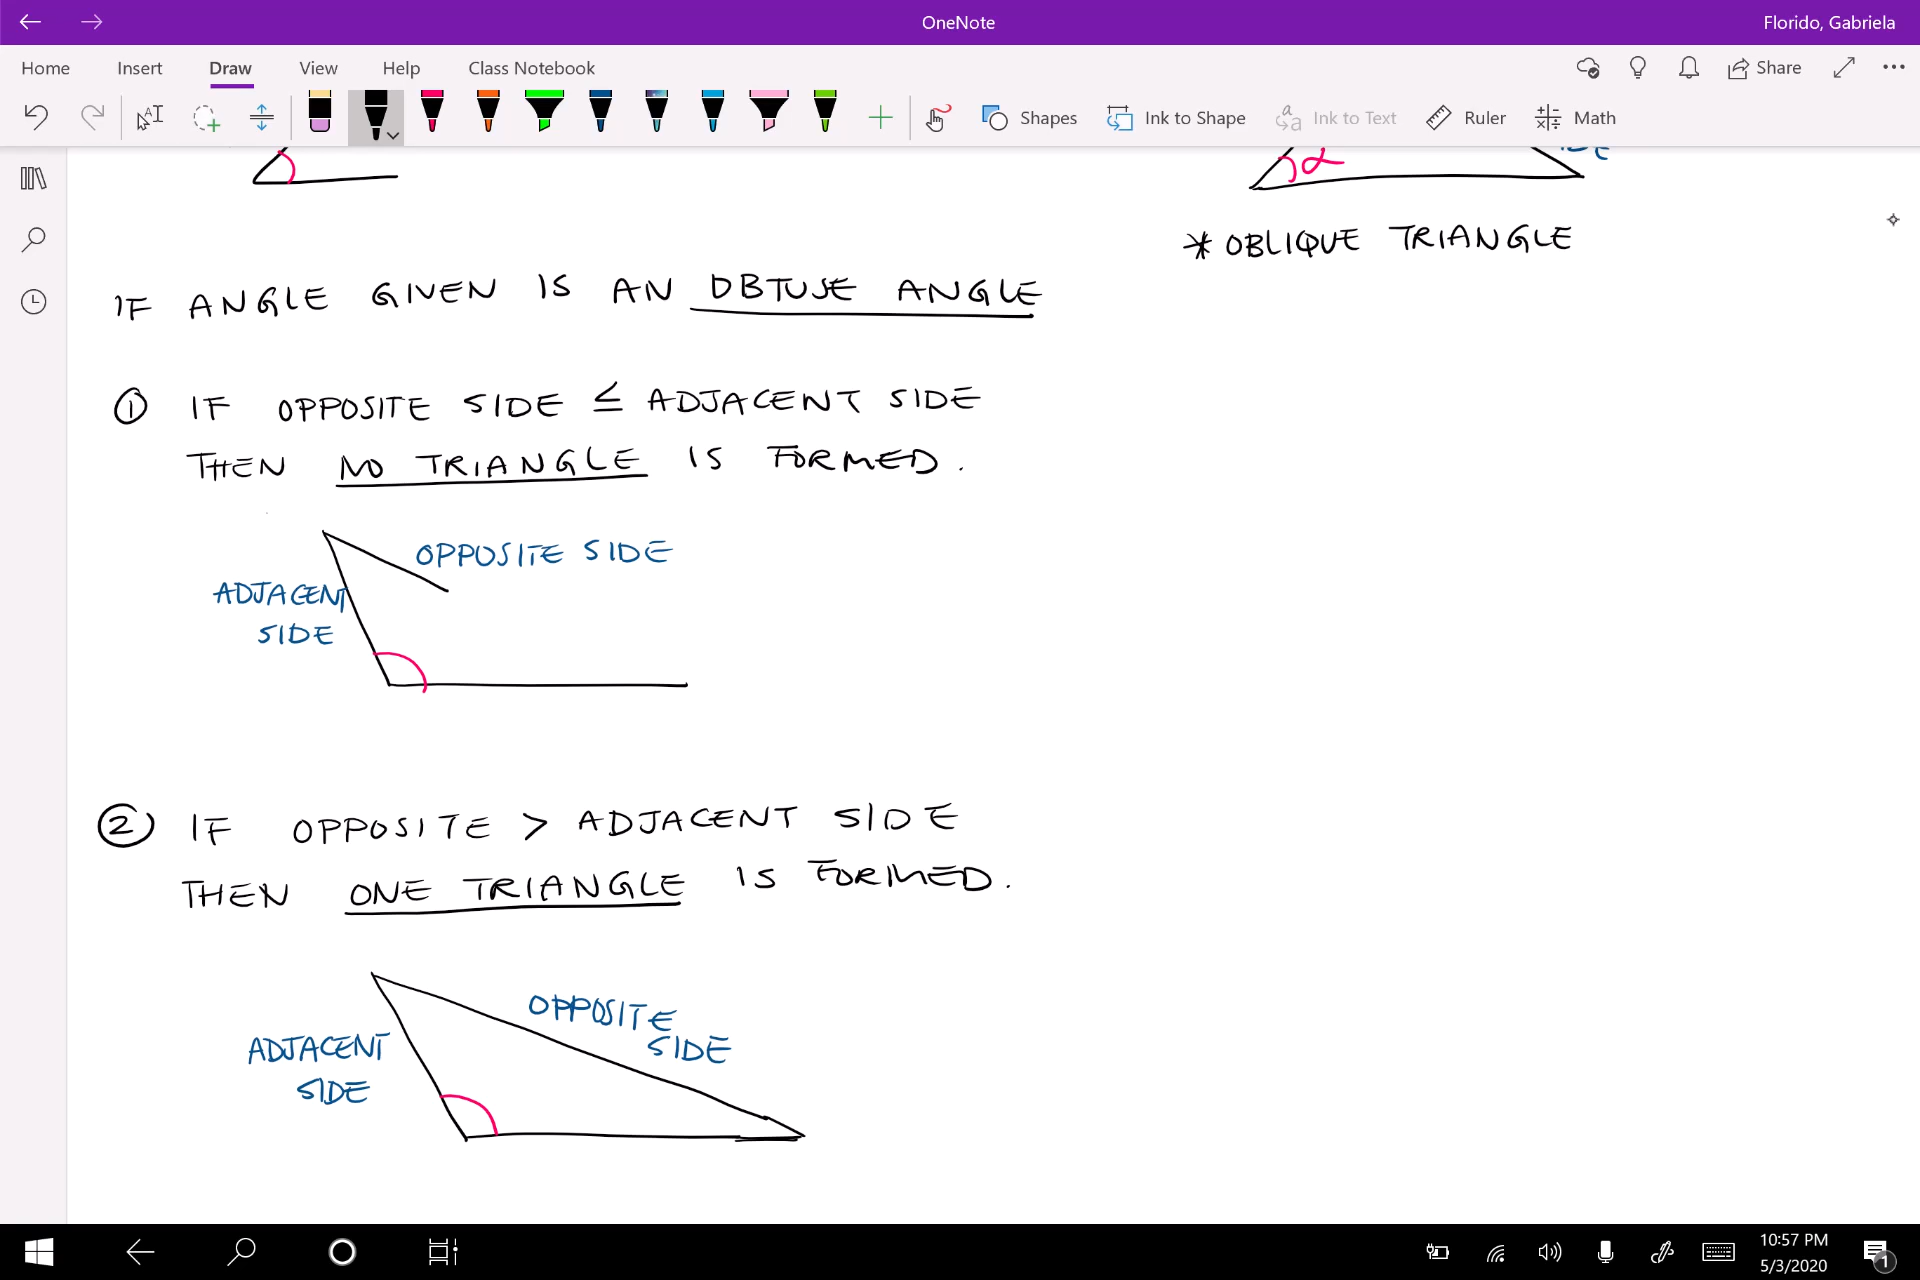 OneNote
Florido, Gabriela
Home Insert Draw View Help Class Notebook
Share
Shapes Ink to Shape Ink to Text Ruler Math
α
* OBLIQUE TRIANGLE
IF ANGLE GIVEN IS AN OBTUSE ANGLE
① IF OPPOSITE SIDE ≤ ADJACENT SIDE
THEN NO TRIANGLE IS FORMED.
OPPOSITE SIDE
ADJACENT
SIDE
② IF OPPOSITE > ADJACENT SIDE
THEN ONE TRIANGLE IS FORMED.
OPPOSITE
SIDE
ADJACENT
SIDE
10:57 PM
5/3/2020
1